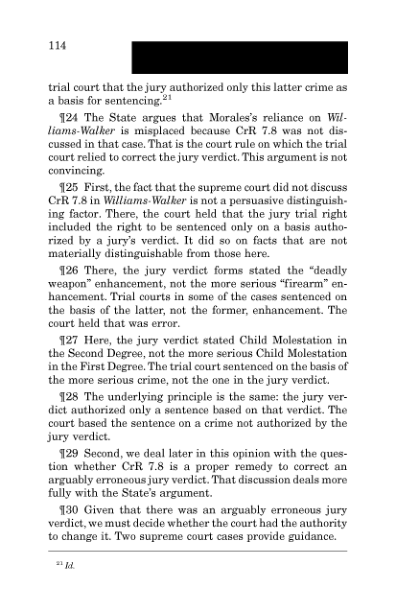 114
trial court that the jury authorized only this latter crime as
a basis for sentencing.21
¶24 The State argues that Morales's reliance on Wil-
liams-Walker is misplaced because CrR 7.8 was not dis-
cussed in that case. That is the court rule on which the trial
court relied to correct the jury verdict. This argument is not
convincing.
¶25 First, the fact that the supreme court did not discuss
CrR 7.8 in Williams-Walker is not a persuasive distinguish-
ing factor. There, the court held that the jury trial right
included the right to be sentenced only on a basis autho-
rized by a jury's verdict. It did so on facts that are not
materially distinguishable from those here.
¶26 There, the jury verdict forms stated the “deadly
weapon” enhancement, not the more serious “firearm” en-
hancement. Trial courts in some of the cases sentenced on
the basis of the latter, not the former, enhancement. The
court held that was error.
¶27 Here, the jury verdict stated Child Molestation in
the Second Degree, not the more serious Child Molestation
in the First Degree. The trial court sentenced on the basis of
the more serious crime, not the one in the jury verdict.
¶28 The underlying principle is the same: the jury ver-
dict authorized only a sentence based on that verdict. The
court based the sentence on a crime not authorized by the
jury verdict.
¶29 Second, we deal later in this opinion with the ques-
tion whether CrR 7.8 is a proper remedy to correct an
arguably erroneous jury verdict. That discussion deals more
fully with the State's argument.
¶30 Given that there was an arguably erroneous jury
verdict, we must decide whether the court had the authority
to change it. Two supreme court cases provide guidance.
21 Id.